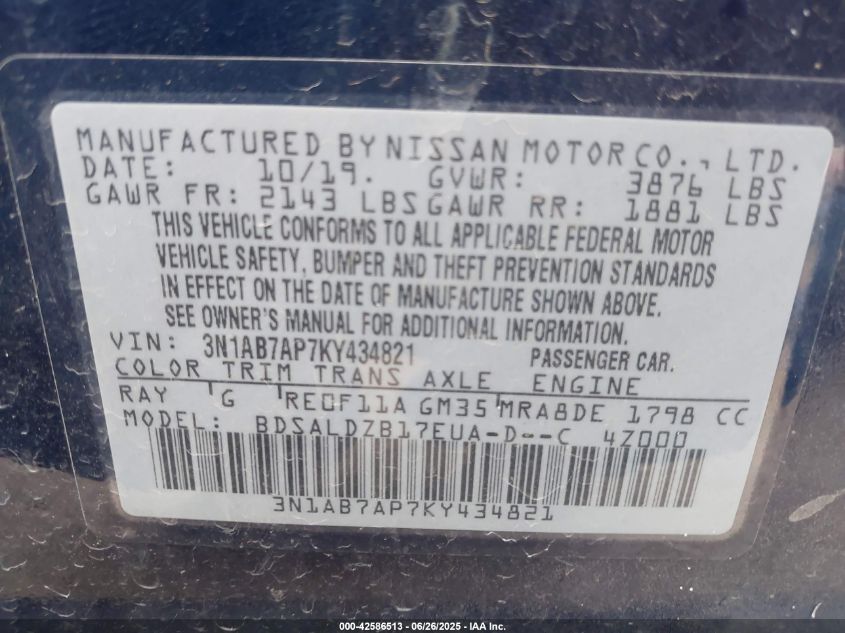 MANUFACTURED BY NISSAN MOTOR CO., LTD.
DATE: 10/19. GVWR: 3876 LBS
GAWR FR: 2143 LBS GAWR RR: 1881 LBS
THIS VEHICLE CONFORMS TO ALL APPLICABLE FEDERAL MOTOR
VEHICLE SAFETY, BUMPER AND THEFT PREVENTION STANDARDS
IN EFFECT ON THE DATE OF MANUFACTURE SHOWN ABOVE.
SEE OWNER'S MANUAL FOR ADDITIONAL INFORMATION.
VIN: 3N1AB7AP7KY434821 PASSENGER CAR.
COLOR TRIM TRANS AXLE ENGINE
RAY G RE0F11A GM35 MRA8DE 1798 CC
MODEL: BDSALDZB17EUA-D--C 4Z000
3N1AB7AP7KY434821
000-42586513 - 06/26/2025 - IAA Inc.